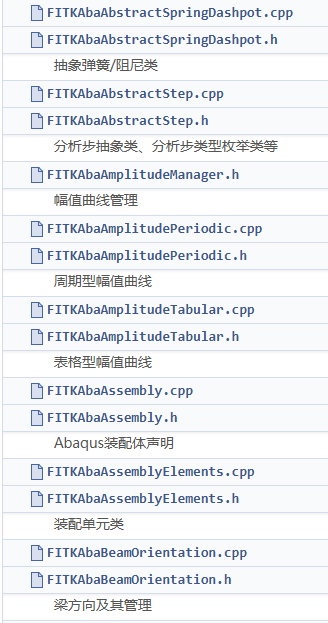 FITKAbaAbstractSpringDashpot.cpp
FITKAbaAbstractSpringDashpot.h
抽象弹簧/阻尼类
FITKAbaAbstractStep.cpp
FITKAbaAbstractStep.h
分析步抽象类、分析步类型枚举类等
FITKAbaAmplitudeManager.h
幅值曲线管理
FITKAbaAmplitudePeriodic.cpp
FITKAbaAmplitudePeriodic.h
周期型幅值曲线
FITKAbaAmplitudeTabular.cpp
FITKAbaAmplitudeTabular.h
表格型幅值曲线
FITKAbaAssembly.cpp
FITKAbaAssembly.h
Abaqus装配体声明
FITKAbaAssemblyElements.cpp
FITKAbaAssemblyElements.h
装配单元类
FITKAbaBeamOrientation.cpp
FITKAbaBeamOrientation.h
梁方向及其管理